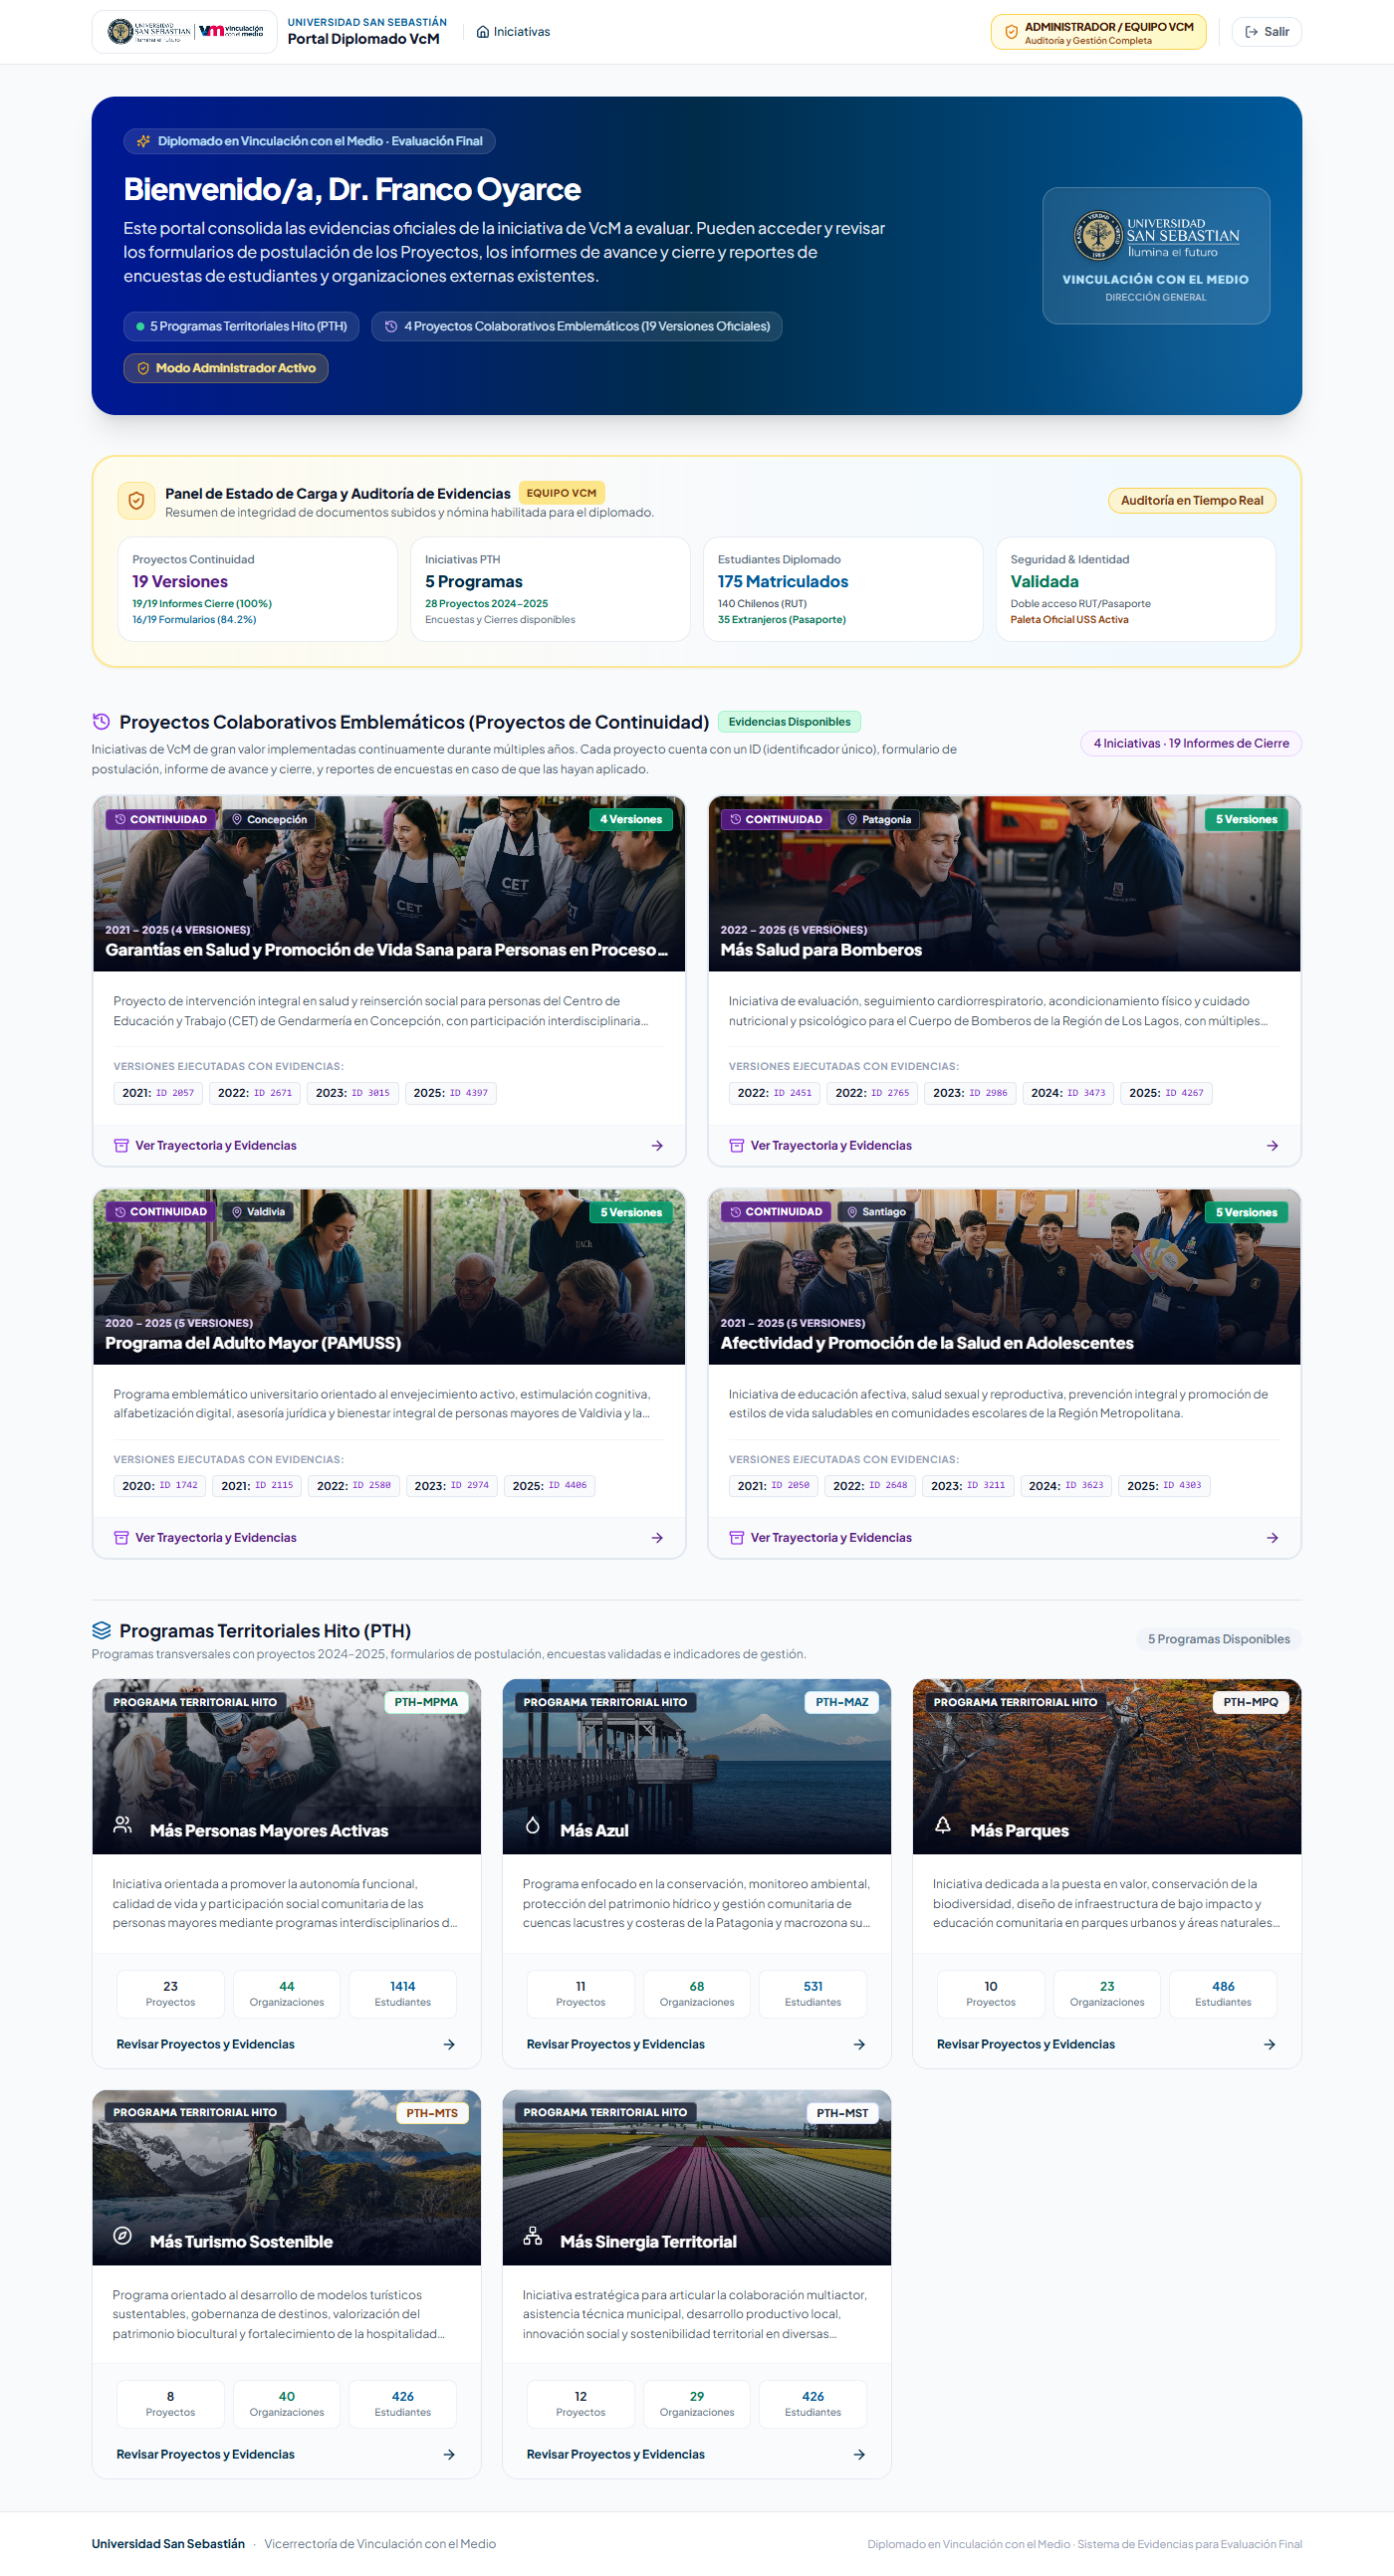 UNIVERSIDAD
SAN SEBASTIAN
Ilumina el futuro
vm vinculación
con el medio
UNIVERSIDAD SAN SEBASTIÁN
Portal Diplomado VcM
Iniciativas
ADMINISTRADOR / EQUIPO VCM
Auditoría y Gestión Completa
Salir
Diplomado en Vinculación con el Medio · Evaluación Final
Bienvenido/a, Dr. Franco Oyarce
Este portal consolida las evidencias oficiales de la iniciativa de VcM a evaluar. Pueden acceder y revisar
los formularios de postulación de los Proyectos, los informes de avance y cierre y reportes de
encuestas de estudiantes y organizaciones externas existentes.
5 Programas Territoriales Hito (PTH)
4 Proyectos Colaborativos Emblemáticos (19 Versiones Oficiales)
Modo Administrador Activo
UNIVERSIDAD
SAN SEBASTIAN
Ilumina el futuro
VINCULACIÓN CON EL MEDIO
DIRECCIÓN GENERAL
Panel de Estado de Carga y Auditoría de Evidencias
EQUIPO VCM
Resumen de integridad de documentos subidos y nómina habilitada para el diplomado.
Auditoría en Tiempo Real
Proyectos Continuidad
19 Versiones
19/19 Informes Cierre (100%)
16/19 Formularios (84.2%)
Iniciativas PTH
5 Programas
28 Proyectos 2024–2025
Encuestas y Cierres disponibles
Estudiantes Diplomado
175 Matriculados
140 Chilenos (RUT)
35 Extranjeros (Pasaporte)
Seguridad & Identidad
Validada
Doble acceso RUT/Pasaporte
Paleta Oficial USS Activa
Proyectos Colaborativos Emblemáticos (Proyectos de Continuidad)
Evidencias Disponibles
Iniciativas de VcM de gran valor implementadas continuamente durante múltiples años. Cada proyecto cuenta con un ID (identificador único), formulario de
postulación, informe de avance y cierre, y reportes de encuestas en caso de que las hayan aplicado.
4 Iniciativas · 19 Informes de Cierre
CONTINUIDAD
Concepción
4 Versiones
CET
CET
2021 – 2025 (4 VERSIONES)
Garantías en Salud y Promoción de Vida Sana para Personas en Proceso...
Proyecto de intervención integral en salud y reinserción social para personas del Centro de
Educación y Trabajo (CET) de Gendarmería en Concepción, con participación interdisciplinaria...
VERSIONES EJECUTADAS CON EVIDENCIAS:
2021: ID 2057
2022: ID 2671
2023: ID 3015
2025: ID 4397
Ver Trayectoria y Evidencias
CONTINUIDAD
Patagonia
5 Versiones
2022 – 2025 (5 VERSIONES)
Más Salud para Bomberos
Iniciativa de evaluación, seguimiento cardiorrespiratorio, acondicionamiento físico y cuidado
nutricional y psicológico para el Cuerpo de Bomberos de la Región de Los Lagos, con múltiples...
VERSIONES EJECUTADAS CON EVIDENCIAS:
2022: ID 2451
2022: ID 2765
2023: ID 2986
2024: ID 3473
2025: ID 4267
Ver Trayectoria y Evidencias
CONTINUIDAD
Valdivia
5 Versiones
2020 – 2025 (5 VERSIONES)
Programa del Adulto Mayor (PAMUSS)
Programa emblemático universitario orientado al envejecimiento activo, estimulación cognitiva,
alfabetización digital, asesoría jurídica y bienestar integral de personas mayores de Valdivia y la...
VERSIONES EJECUTADAS CON EVIDENCIAS:
2020: ID 1742
2021: ID 2115
2022: ID 2580
2023: ID 2974
2025: ID 4406
Ver Trayectoria y Evidencias
CONTINUIDAD
Santiago
5 Versiones
2021 – 2025 (5 VERSIONES)
Afectividad y Promoción de la Salud en Adolescentes
Iniciativa de educación afectiva, salud sexual y reproductiva, prevención integral y promoción de
estilos de vida saludables en comunidades escolares de la Región Metropolitana.
VERSIONES EJECUTADAS CON EVIDENCIAS:
2021: ID 2050
2022: ID 2648
2023: ID 3211
2024: ID 3623
2025: ID 4303
Ver Trayectoria y Evidencias
Programas Territoriales Hito (PTH)
Programas transversales con proyectos 2024–2025, formularios de postulación, encuestas validadas e indicadores de gestión.
5 Programas Disponibles
PROGRAMA TERRITORIAL HITO
PTH-MPMA
Más Personas Mayores Activas
Iniciativa orientada a promover la autonomía funcional,
calidad de vida y participación social comunitaria de las
personas mayores mediante programas interdisciplinarios d...
23
Proyectos
44
Organizaciones
1414
Estudiantes
Revisar Proyectos y Evidencias
PROGRAMA TERRITORIAL HITO
PTH-MAZ
Más Azul
Programa enfocado en la conservación, monitoreo ambiental,
protección del patrimonio hídrico y gestión comunitaria de
cuencas lacustres y costeras de la Patagonia y macrozona su...
11
Proyectos
68
Organizaciones
531
Estudiantes
Revisar Proyectos y Evidencias
PROGRAMA TERRITORIAL HITO
PTH-MPQ
Más Parques
Iniciativa dedicada a la puesta en valor, conservación de la
biodiversidad, diseño de infraestructura de bajo impacto y
educación comunitaria en parques urbanos y áreas naturales...
10
Proyectos
23
Organizaciones
486
Estudiantes
Revisar Proyectos y Evidencias
PROGRAMA TERRITORIAL HITO
PTH-MTS
Más Turismo Sostenible
Programa orientado al desarrollo de modelos turísticos
sustentables, gobernanza de destinos, valorización del
patrimonio biocultural y fortalecimiento de la hospitalidad...
8
Proyectos
40
Organizaciones
426
Estudiantes
Revisar Proyectos y Evidencias
PROGRAMA TERRITORIAL HITO
PTH-MST
Más Sinergia Territorial
Iniciativa estratégica para articular la colaboración multiactor,
asistencia técnica municipal, desarrollo productivo local,
innovación social y sostenibilidad territorial en diversas...
12
Proyectos
29
Organizaciones
426
Estudiantes
Revisar Proyectos y Evidencias
Universidad San Sebastián · Vicerrectoría de Vinculación con el Medio
Diplomado en Vinculación con el Medio · Sistema de Evidencias para Evaluación Final